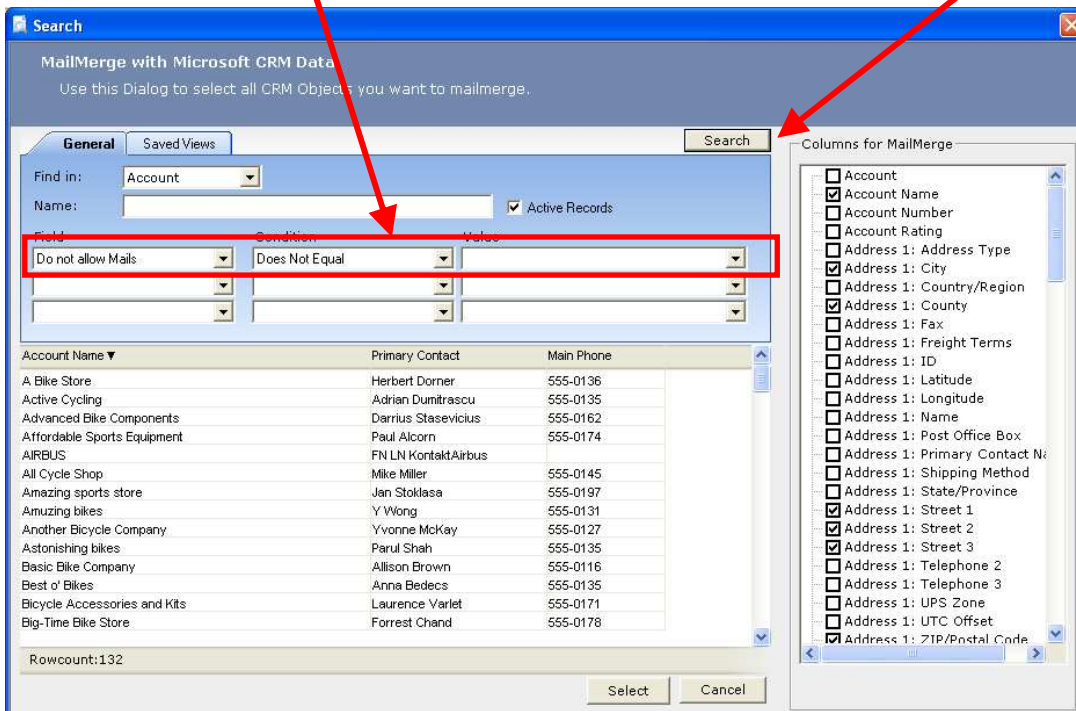 Search
MailMerge with Microsoft CRM Data
Use this Dialog to select all CRM Objects you want to mailmerge.
General Saved Views Search
Find in: Account
Name: Active Records
Field Condition Value
Do not allow Mails Does Not Equal
Account Name Primary Contact Main Phone
A Bike Store Herbert Dorner 555-0136
Active Cycling Adrian Dumitrascu 555-0135
Advanced Bike Components Darrius Stasevicius 555-0162
Affordable Sports Equipment Paul Alcorn 555-0174
AIRBUS FN LN KontaktAirbus
All Cycle Shop Mike Miller 555-0145
Amazing sports store Jan Stoklasa 555-0197
Amuzing bikes Y Wong 555-0131
Another Bicycle Company Yvonne McKay 555-0127
Astonishing bikes Parul Shah 555-0135
Basic Bike Company Allison Brown 555-0116
Best o' Bikes Anna Bedecs 555-0135
Bicycle Accessories and Kits Laurence Varlet 555-0171
Big-Time Bike Store Forrest Chand 555-0178
Rowcount:132
Select Cancel
Columns for MailMerge
Account
Account Name
Account Number
Account Rating
Address 1: Address Type
Address 1: City
Address 1: Country/Region
Address 1: County
Address 1: Fax
Address 1: Freight Terms
Address 1: ID
Address 1: Latitude
Address 1: Longitude
Address 1: Name
Address 1: Post Office Box
Address 1: Primary Contact Na
Address 1: Shipping Method
Address 1: State/Province
Address 1: Street 1
Address 1: Street 2
Address 1: Street 3
Address 1: Telephone 2
Address 1: Telephone 3
Address 1: UPS Zone
Address 1: UTC Offset
Address 1: ZIP/Postal Code